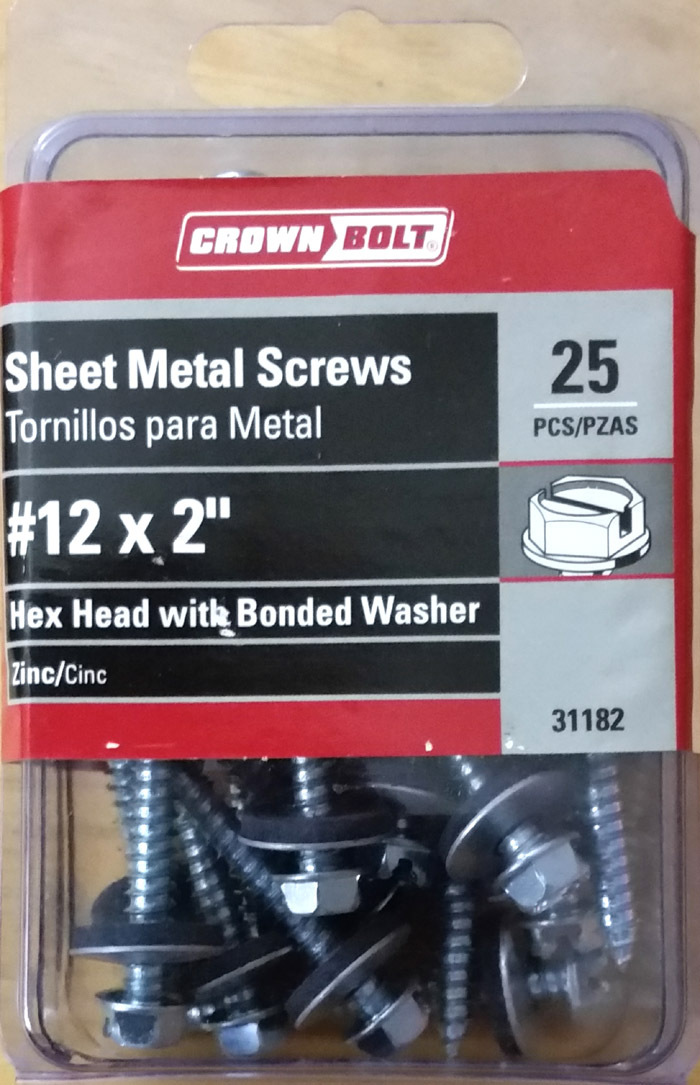 CROWN BOLT®
Sheet Metal Screws
Tornillos para Metal
25
PCS/PZAS
#12 x 2"
Hex Head with Bonded Washer
Zinc/Cinc
31182